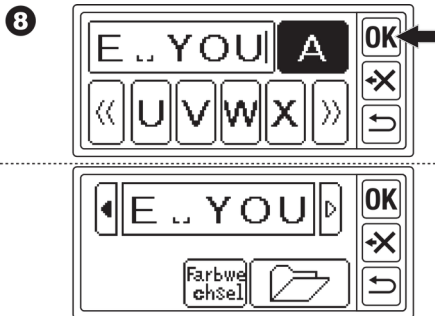 8
E ␣ YOU A OK
« U V W X »
E ␣ YOU OK
Farbwe
chsel